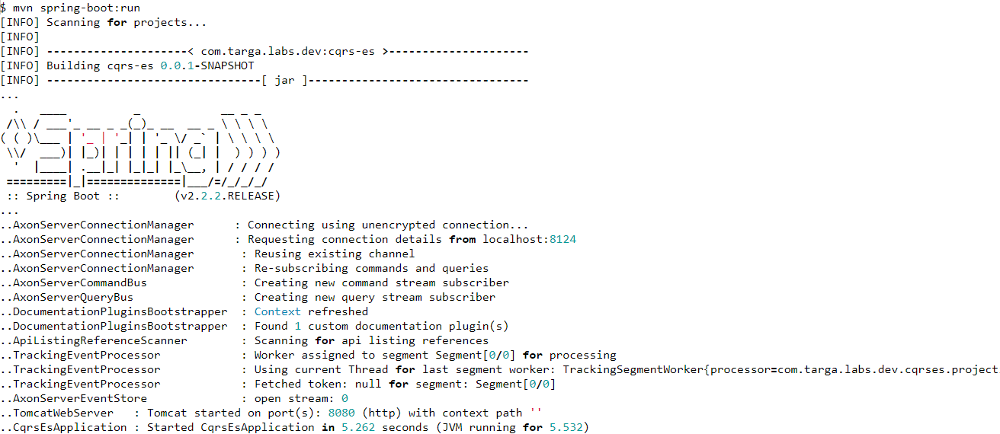 $ mvn spring-boot:run
[INFO] Scanning for projects...
[INFO]
[INFO] ---------------------< com.targa.labs.dev:cqrs-es >---------------------
[INFO] Building cqrs-es 0.0.1-SNAPSHOT
[INFO] --------------------------------[ jar ]---------------------------------
...
  .   ____          _            __ _ _
 /\\ / ___'_ __ _ _(_)_ __  __ _ \ \ \ \
( ( )\___ | '_ | '_| | '_ \/ _` | \ \ \ \
 \\/  ___)| |_)| | | | | || (_| |  ) ) ) )
  '  |____| .__|_| |_|_| |_\__, | / / / /
 =========|_|==============|___/=/_/_/_/
 :: Spring Boot ::        (v2.2.2.RELEASE)
...
..AxonServerConnectionManager      : Connecting using unencrypted connection...
..AxonServerConnectionManager      : Requesting connection details from localhost:8124
..AxonServerConnectionManager       : Reusing existing channel
..AxonServerConnectionManager       : Re-subscribing commands and queries
..AxonServerCommandBus              : Creating new command stream subscriber
..AxonServerQueryBus                : Creating new query stream subscriber
..DocumentationPluginsBootstrapper  : Context refreshed
..DocumentationPluginsBootstrapper  : Found 1 custom documentation plugin(s)
..ApiListingReferenceScanner        : Scanning for api listing references
..TrackingEventProcessor            : Worker assigned to segment Segment[0/0] for processing
..TrackingEventProcessor            : Using current Thread for last segment worker: TrackingSegmentWorker{processor=com.targa.labs.dev.cqrses.project
..TrackingEventProcessor            : Fetched token: null for segment: Segment[0/0]
..AxonServerEventStore              : open stream: 0
..TomcatWebServer   : Tomcat started on port(s): 8080 (http) with context path ''
..CqrsEsApplication : Started CqrsEsApplication in 5.262 seconds (JVM running for 5.532)